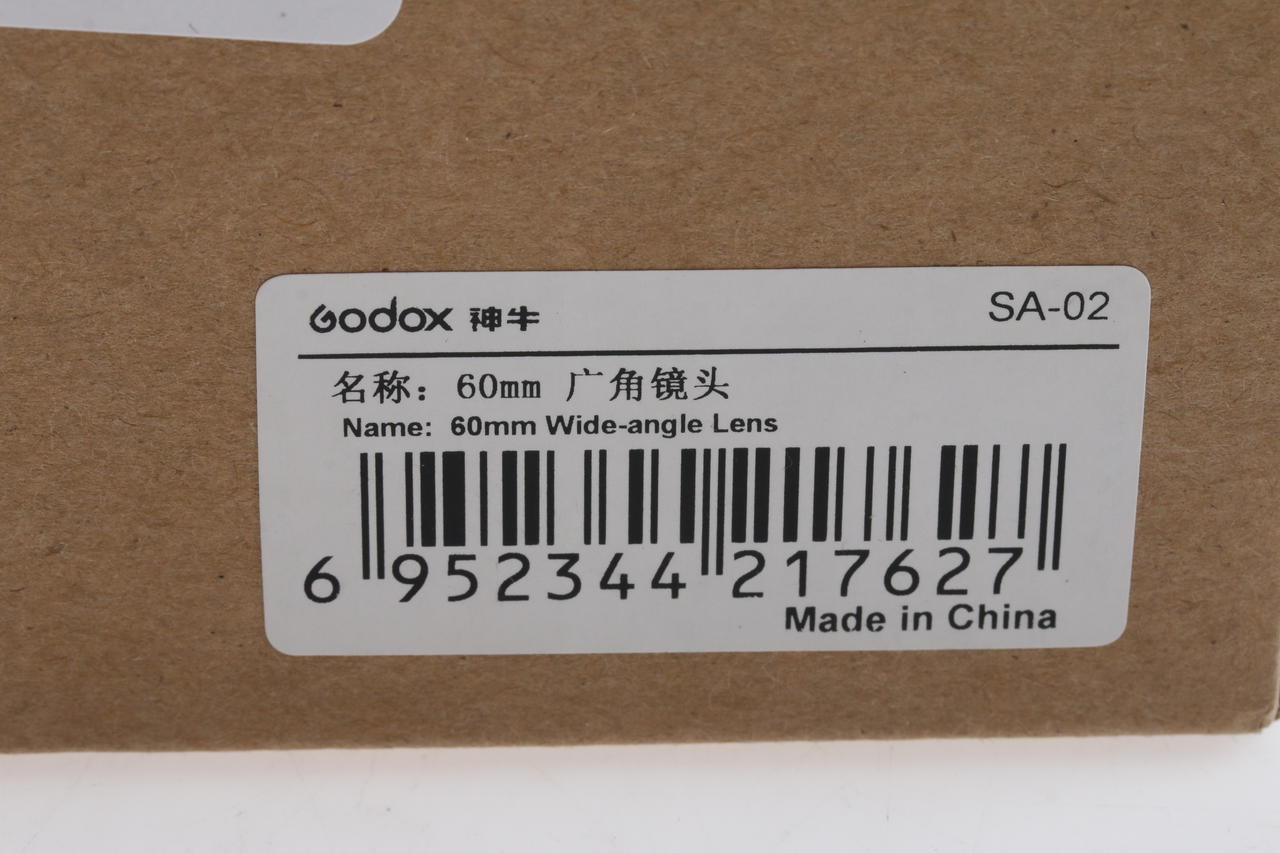 Godox 神牛 SA-02
名称： 60mm 广角镜头
Name: 60mm Wide-angle Lens
6 952344 217627
Made in China